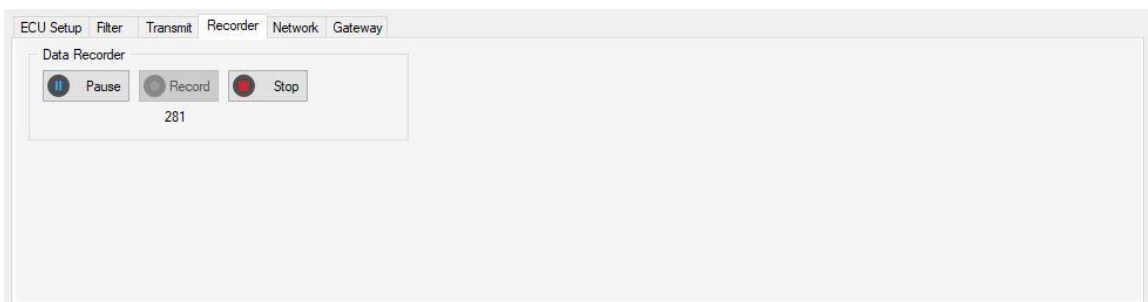 ECU Setup Filter Transmit Recorder Network Gateway
Data Recorder
Pause Record Stop
281